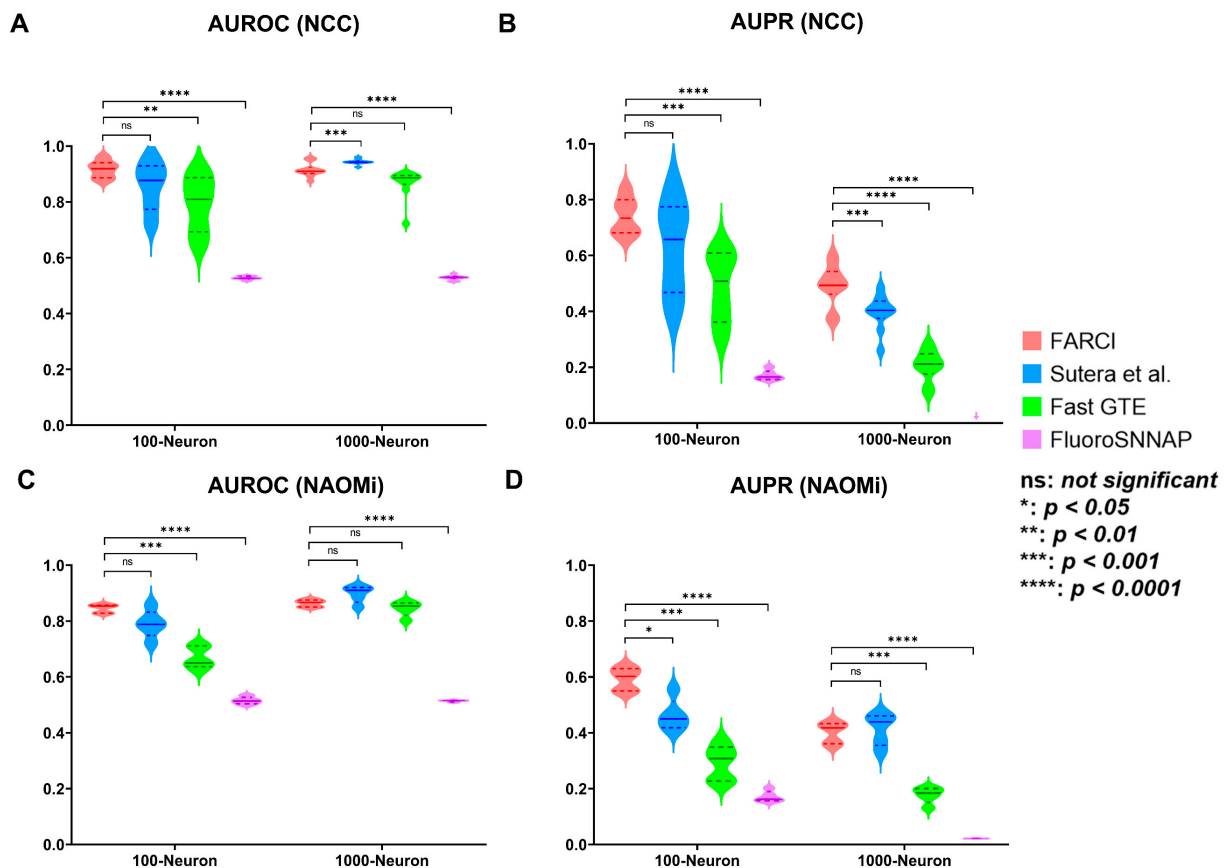 A
AUROC (NCC)
****
**
ns
****
ns
***
1.0
0.8
0.6
0.4
0.2
0.0
100-Neuron
1000-Neuron
B
AUPR (NCC)
****
***
ns
****
****
***
1.0
0.8
0.6
0.4
0.2
0.0
100-Neuron
1000-Neuron
FARCI
Sutera et al.
Fast GTE
FluoroSNNAP
ns: not significant
*: p < 0.05
**: p < 0.01
***: p < 0.001
****: p < 0.0001
C
AUROC (NAOMi)
****
***
ns
****
ns
ns
1.0
0.8
0.6
0.4
0.2
0.0
100-Neuron
1000-Neuron
D
AUPR (NAOMi)
****
***
*
****
***
ns
1.0
0.8
0.6
0.4
0.2
0.0
100-Neuron
1000-Neuron